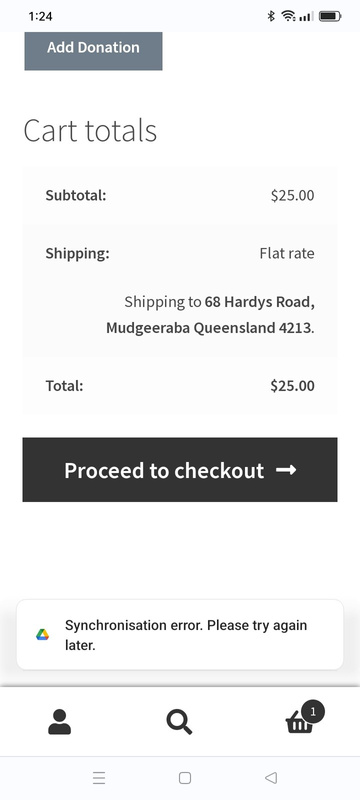 1:24
Add Donation
Cart totals
Subtotal: $25.00
Shipping: Flat rate
Shipping to 68 Hardys Road,
Mudgeeraba Queensland 4213.
Total: $25.00
Proceed to checkout →
Synchronisation error. Please try again
later.
1